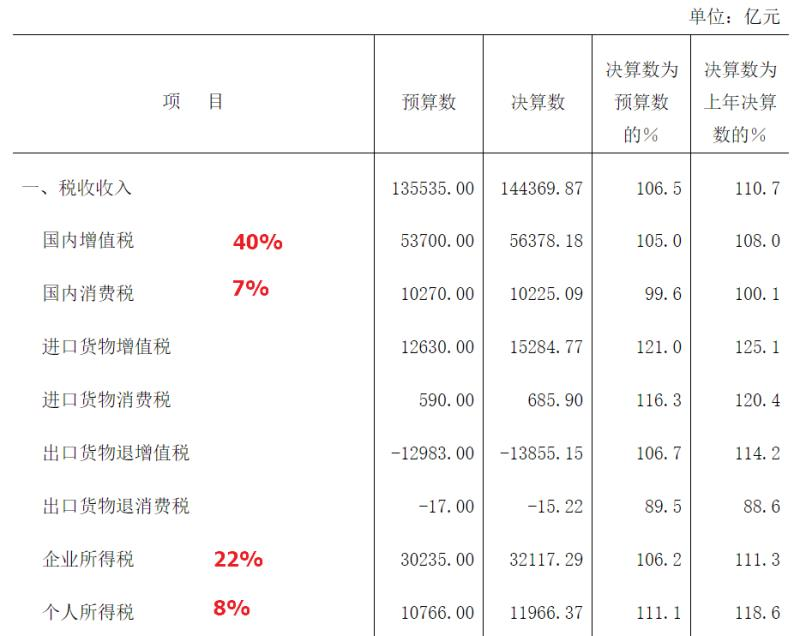 单位：亿元
项 目 预算数 决算数 决算数为预算数的% 决算数为上年决算数的%
一、税收收入 135535.00 144369.87 106.5 110.7
国内增值税 40% 53700.00 56378.18 105.0 108.0
国内消费税 7% 10270.00 10225.09 99.6 100.1
进口货物增值税 12630.00 15284.77 121.0 125.1
进口货物消费税 590.00 685.90 116.3 120.4
出口货物退增值税 -12983.00 -13855.15 106.7 114.2
出口货物退消费税 -17.00 -15.22 89.5 88.6
企业所得税 22% 30235.00 32117.29 106.2 111.3
个人所得税 8% 10766.00 11966.37 111.1 118.6